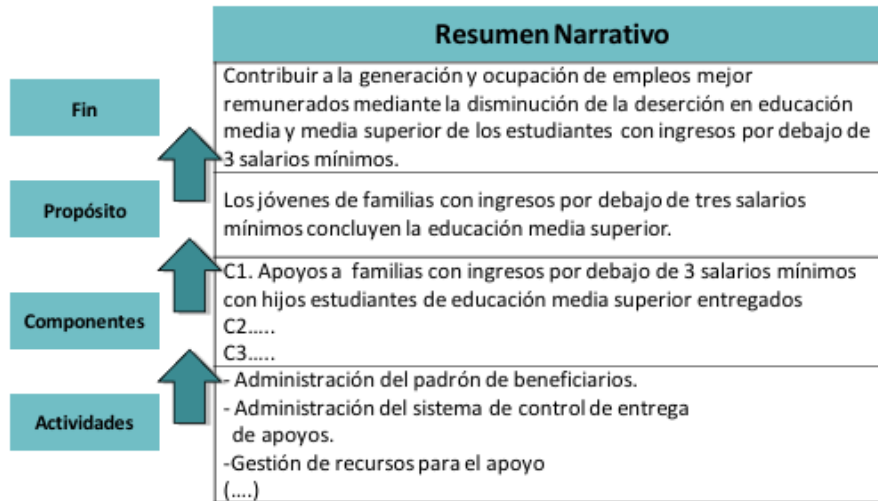 Resumen Narrativo
Fin
Contribuir a la generación y ocupación de empleos mejor
remunerados mediante la disminución de la deserción en educación
media y media superior de los estudiantes con ingresos por debajo de
3 salarios mínimos.
Propósito
Los jóvenes de familias con ingresos por debajo de tres salarios
mínimos concluyen la educación media superior.
Componentes
C1. Apoyos a familias con ingresos por debajo de 3 salarios mínimos
con hijos estudiantes de educación media superior entregados
C2.....
C3.....
Actividades
- Administración del padrón de beneficiarios.
- Administración del sistema de control de entrega
de apoyos.
-Gestión de recursos para el apoyo
(....)